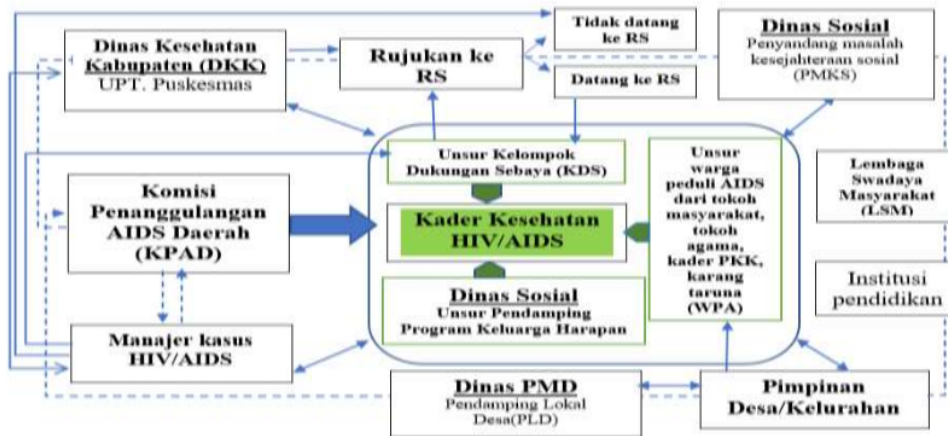 Dinas Kesehatan
Kabupaten (DKK)
UPT. Puskesmas
Rujukan ke
RS
Tidak datang
ke RS
Datang ke RS
Dinas Sosial
Penyandang masalah
kesejahteraan sosial
(PMKS)
Unsur Kelompok
Dukungan Sebaya (KDS)
Komisi
Penanggulangan
AIDS Daerah
(KPAD)
Kader Kesehatan
HIV/AIDS
Unsur
warga
peduli AIDS
dari tokoh
masyarakat,
tokoh
agama,
kader PKK,
karang
taruna
(WPA)
Lembaga
Swadaya
Masyarakat
(LSM)
Institusi
pendidikan
Dinas Sosial
Unsur Pendamping
Program Keluarga Harapan
Manajer kasus
HIV/AIDS
Dinas PMD
Pendamping Lokal
Desa(PLD)
Pimpinan
Desa/Kelurahan